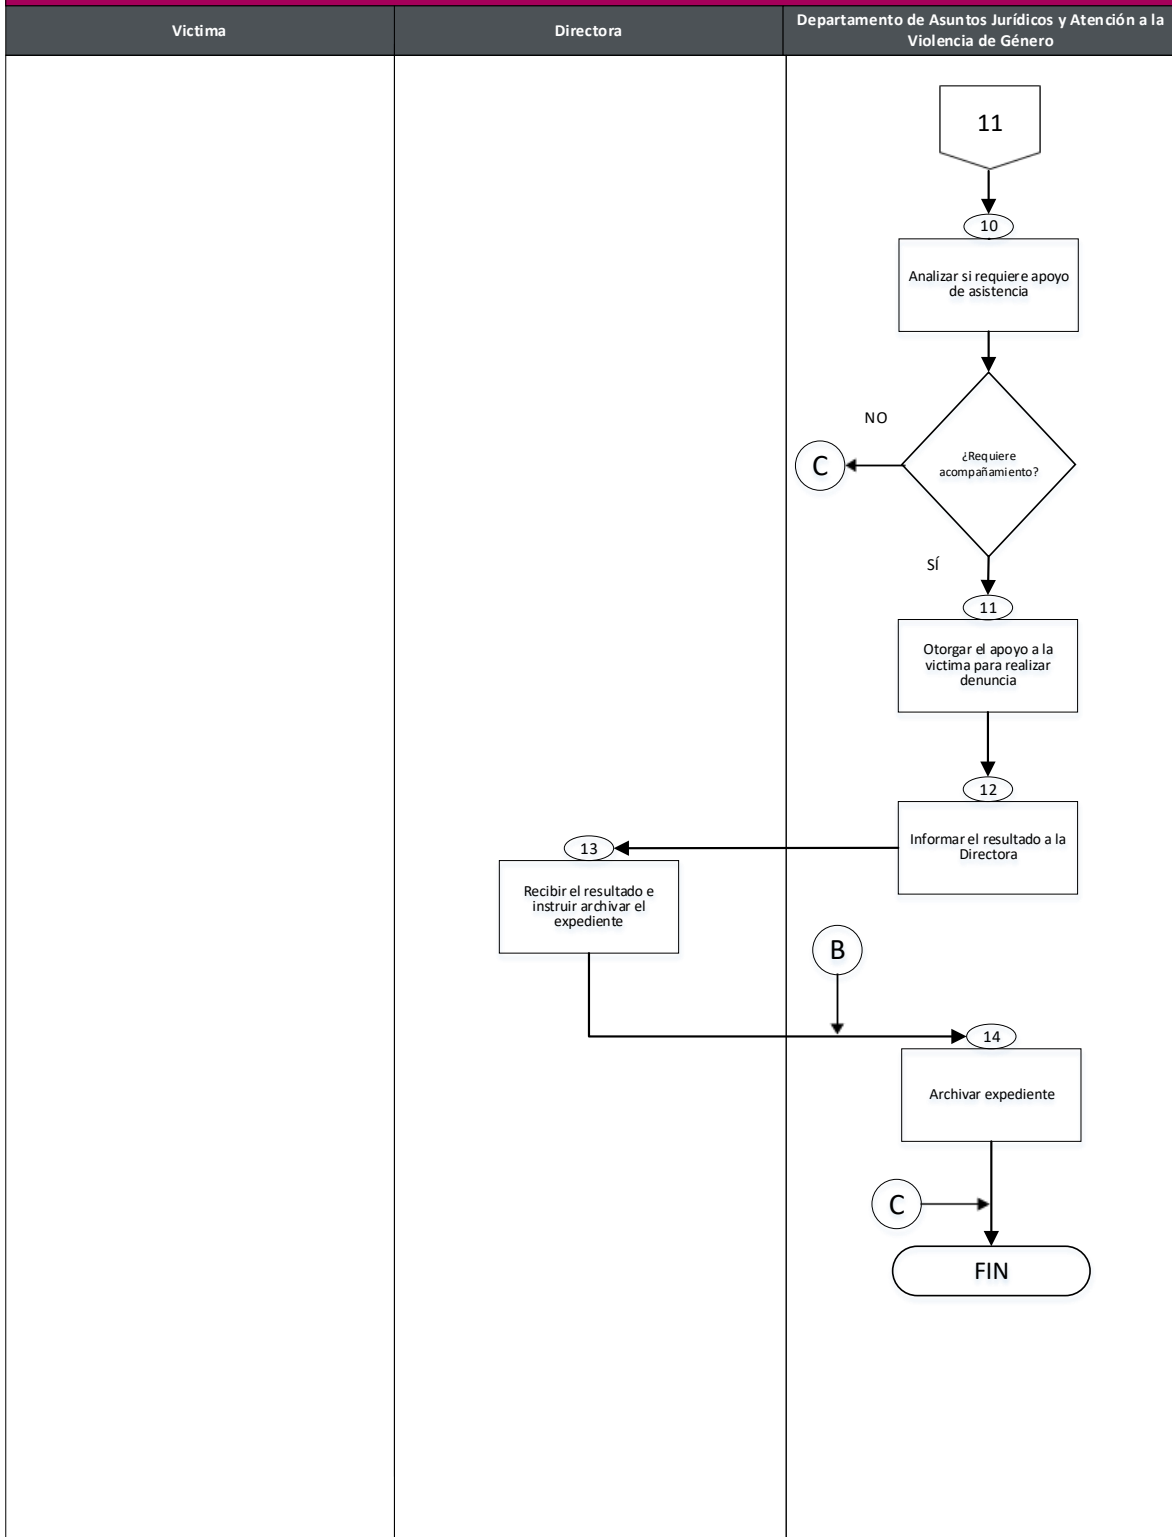 Victima
Directora
Departamento de Asuntos Jurídicos y Atención a la
Violencia de Género
11
10
Analizar si requiere apoyo
de asistencia
NO
¿Requiere
acompañamiento?
C
SÍ
11
Otorgar el apoyo a la
victima para realizar
denuncia
12
Informar el resultado a la
Directora
13
Recibir el resultado e
instruir archivar el
expediente
B
14
Archivar expediente
C
FIN